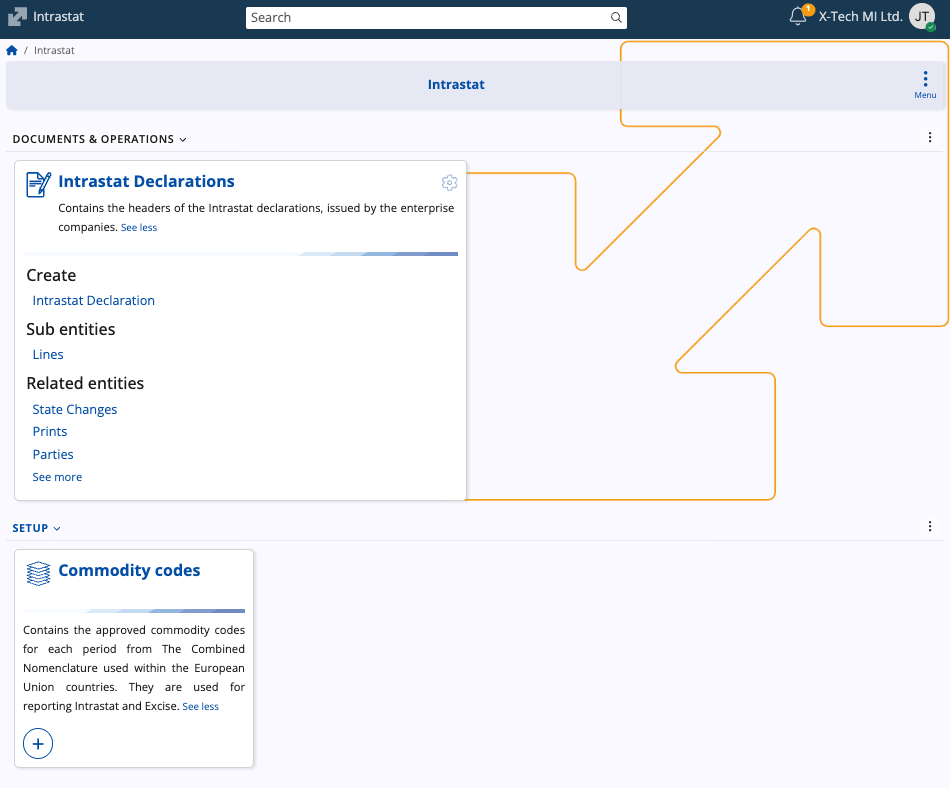 Intrastat
Search
1
X-Tech MI Ltd.
JT
/ Intrastat
Intrastat
Menu
DOCUMENTS & OPERATIONS
Intrastat Declarations
Contains the headers of the Intrastat declarations, issued by the enterprise
companies. See less
Create
Intrastat Declaration
Sub entities
Lines
Related entities
State Changes
Prints
Parties
See more
SETUP
Commodity codes
Contains the approved commodity codes
for each period from The Combined
Nomenclature used within the European
Union countries. They are used for
reporting Intrastat and Excise. See less